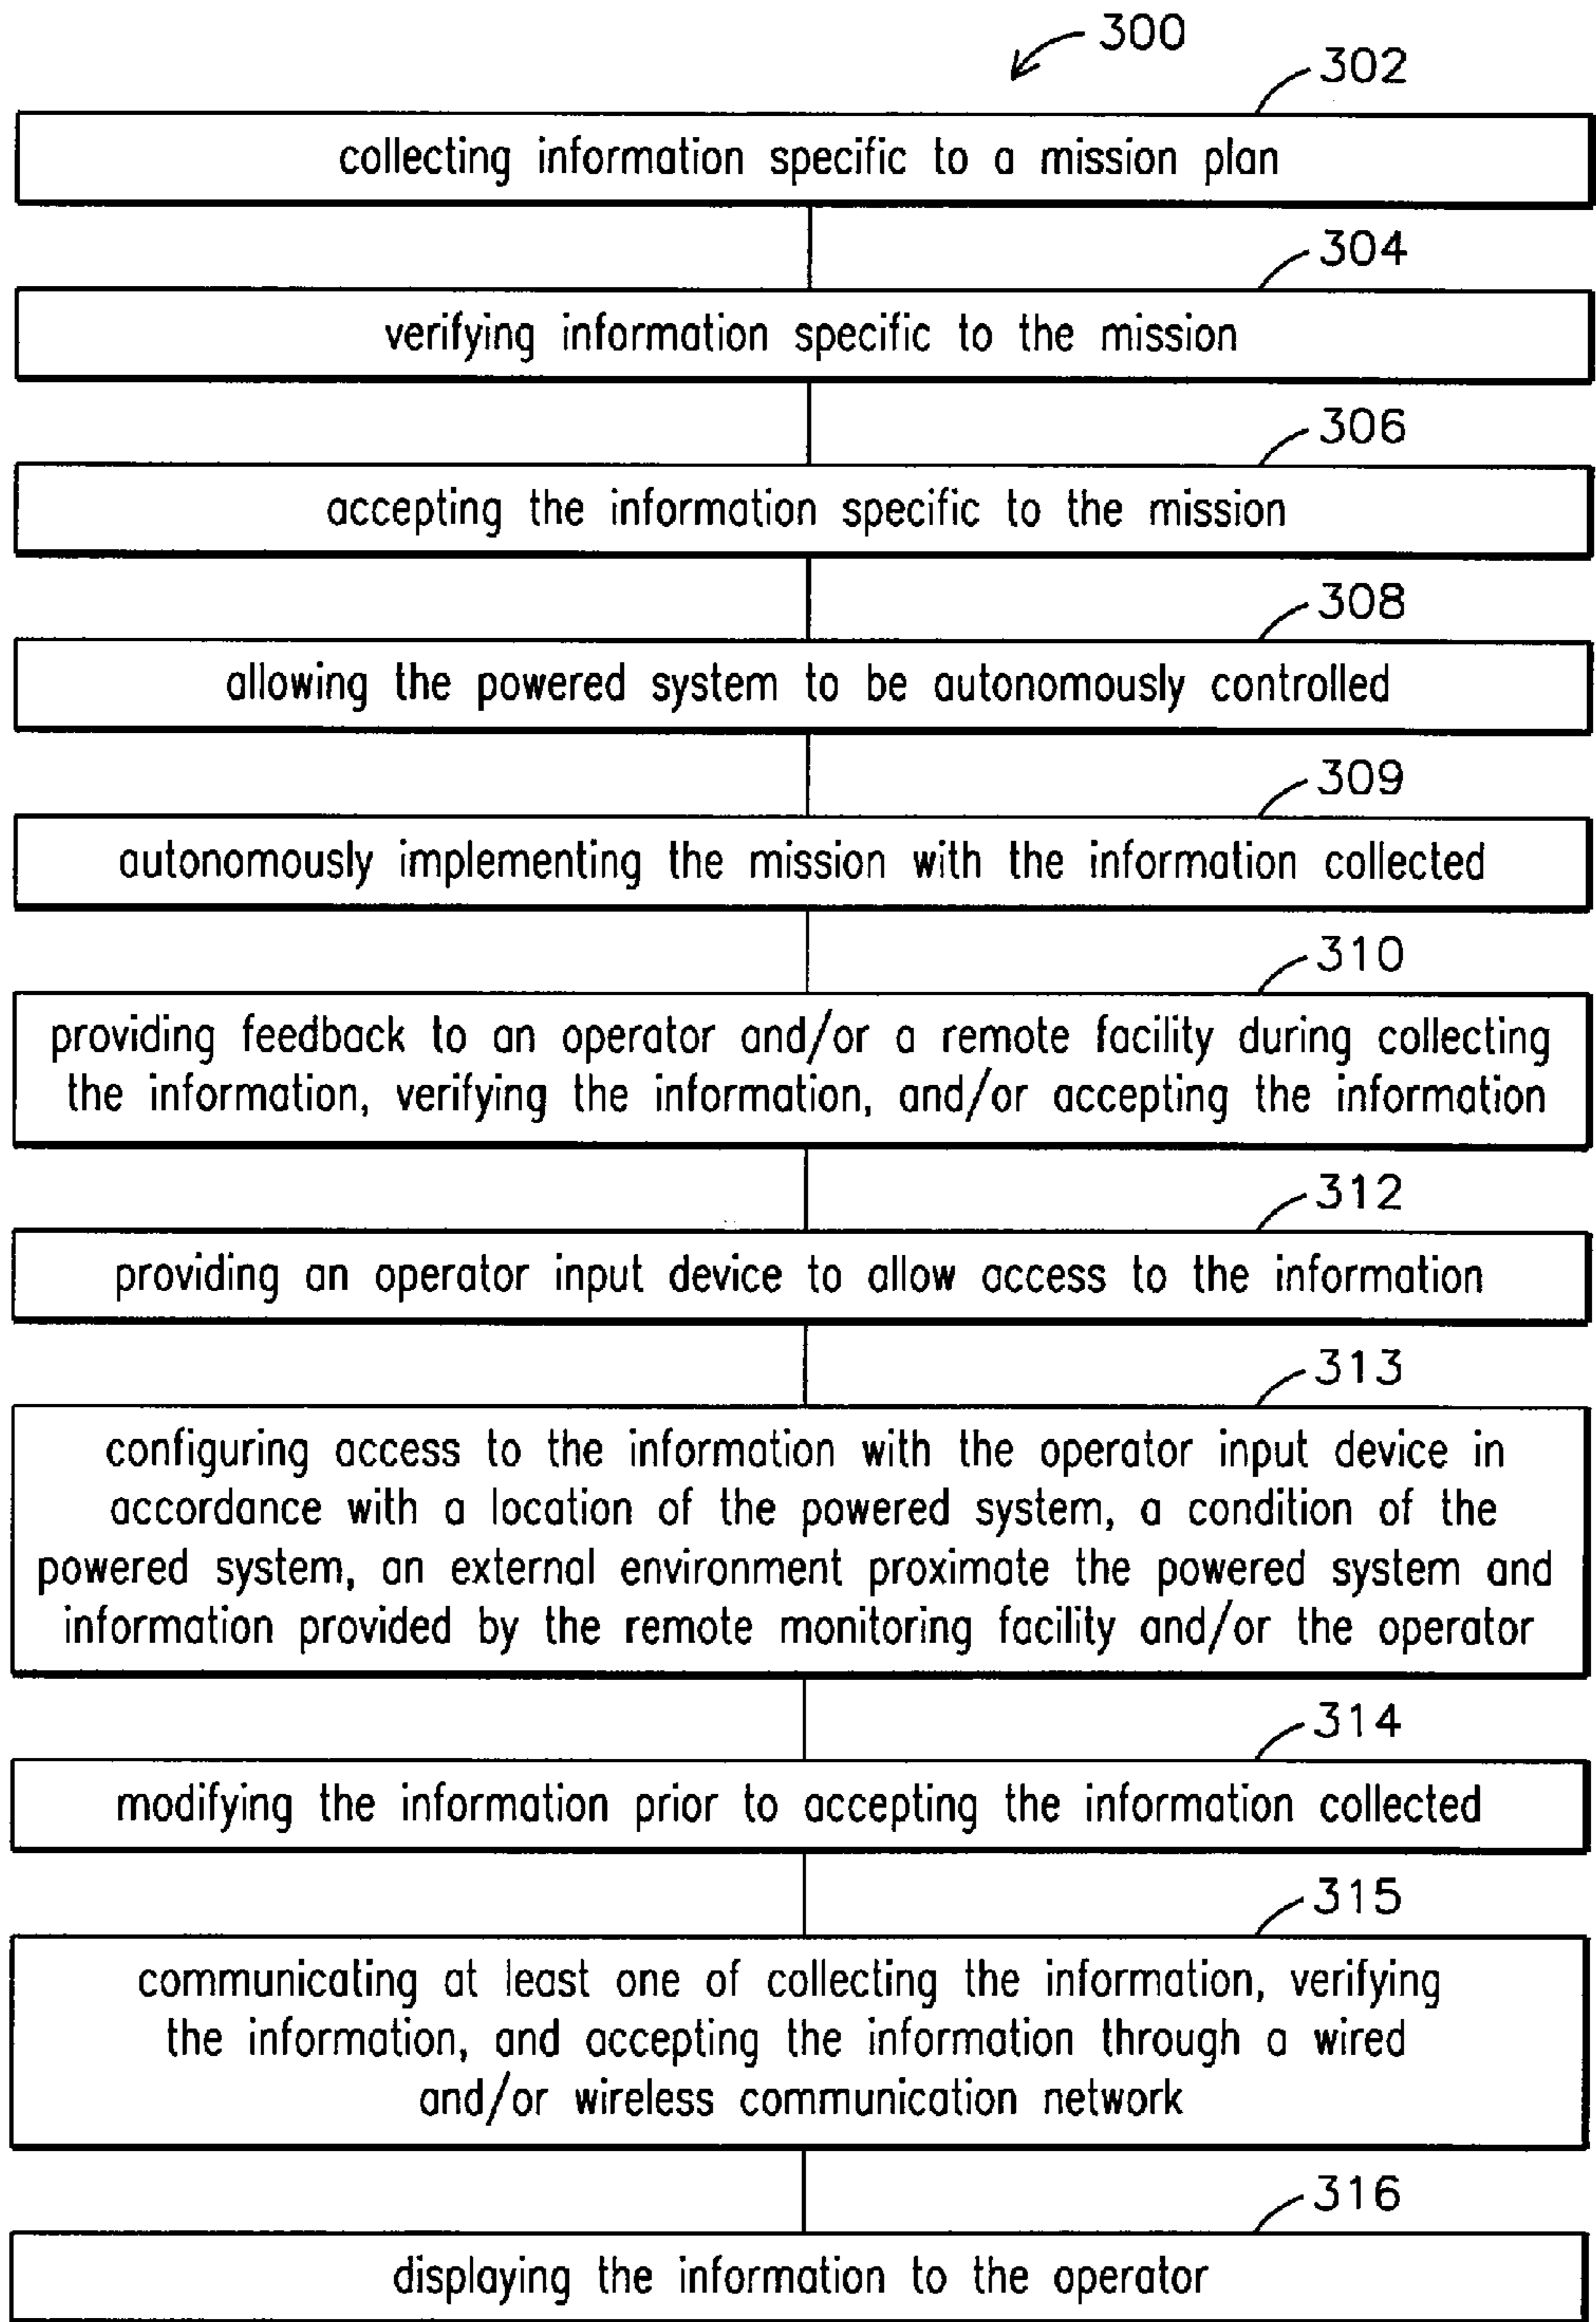 300
302
collecting information specific to a mission plan
304
verifying information specific to the mission
306
accepting the information specific to the mission
308
allowing the powered system to be autonomously controlled
309
autonomously implementing the mission with the information collected
310
providing feedback to an operator and/or a remote facility during collecting
the information, verifying the information, and/or accepting the information
312
providing an operator input device to allow access to the information
313
configuring access to the information with the operator input device in
accordance with a location of the powered system, a condition of the
powered system, an external environment proximate the powered system and
information provided by the remote monitoring facility and/or the operator
314
modifying the information prior to accepting the information collected
315
communicating at least one of collecting the information, verifying
the information, and accepting the information through a wired
and/or wireless communication network
316
displaying the information to the operator